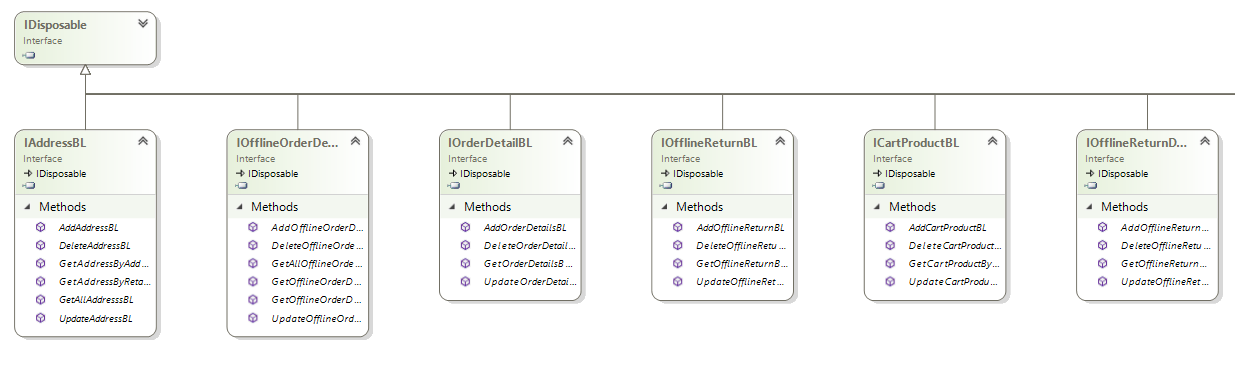 IDisposable
Interface
IAddressBL
Interface
IDisposable
Methods
AddAddressBL
DeleteAddressBL
GetAddressByAdd...
GetAddressByReta...
GetAllAddresssBL
UpdateAddressBL
IOfflineOrderDe...
Interface
IDisposable
Methods
AddOfflineOrderD...
DeleteOfflineOrde...
GetAllOfflineOrde...
GetOfflineOrderD...
GetOfflineOrderD...
UpdateOfflineOrd...
IOrderDetailBL
Interface
IDisposable
Methods
AddOrderDetailsBL
DeleteOrderDetail...
GetOrderDetailsB...
UpdateOrderDetai...
IOfflineReturnBL
Interface
IDisposable
Methods
AddOfflineReturnBL
DeleteOfflineRetu...
GetOfflineReturnB...
UpdateOfflineRet...
ICartProductBL
Interface
IDisposable
Methods
AddCartProductBL
DeleteCartProduct...
GetCartProductBy...
UpdateCartProdu...
IOfflineReturnD...
Interface
IDisposable
Methods
AddOfflineReturn...
DeleteOfflineRetu...
GetOfflineReturn...
UpdateOfflineRet...